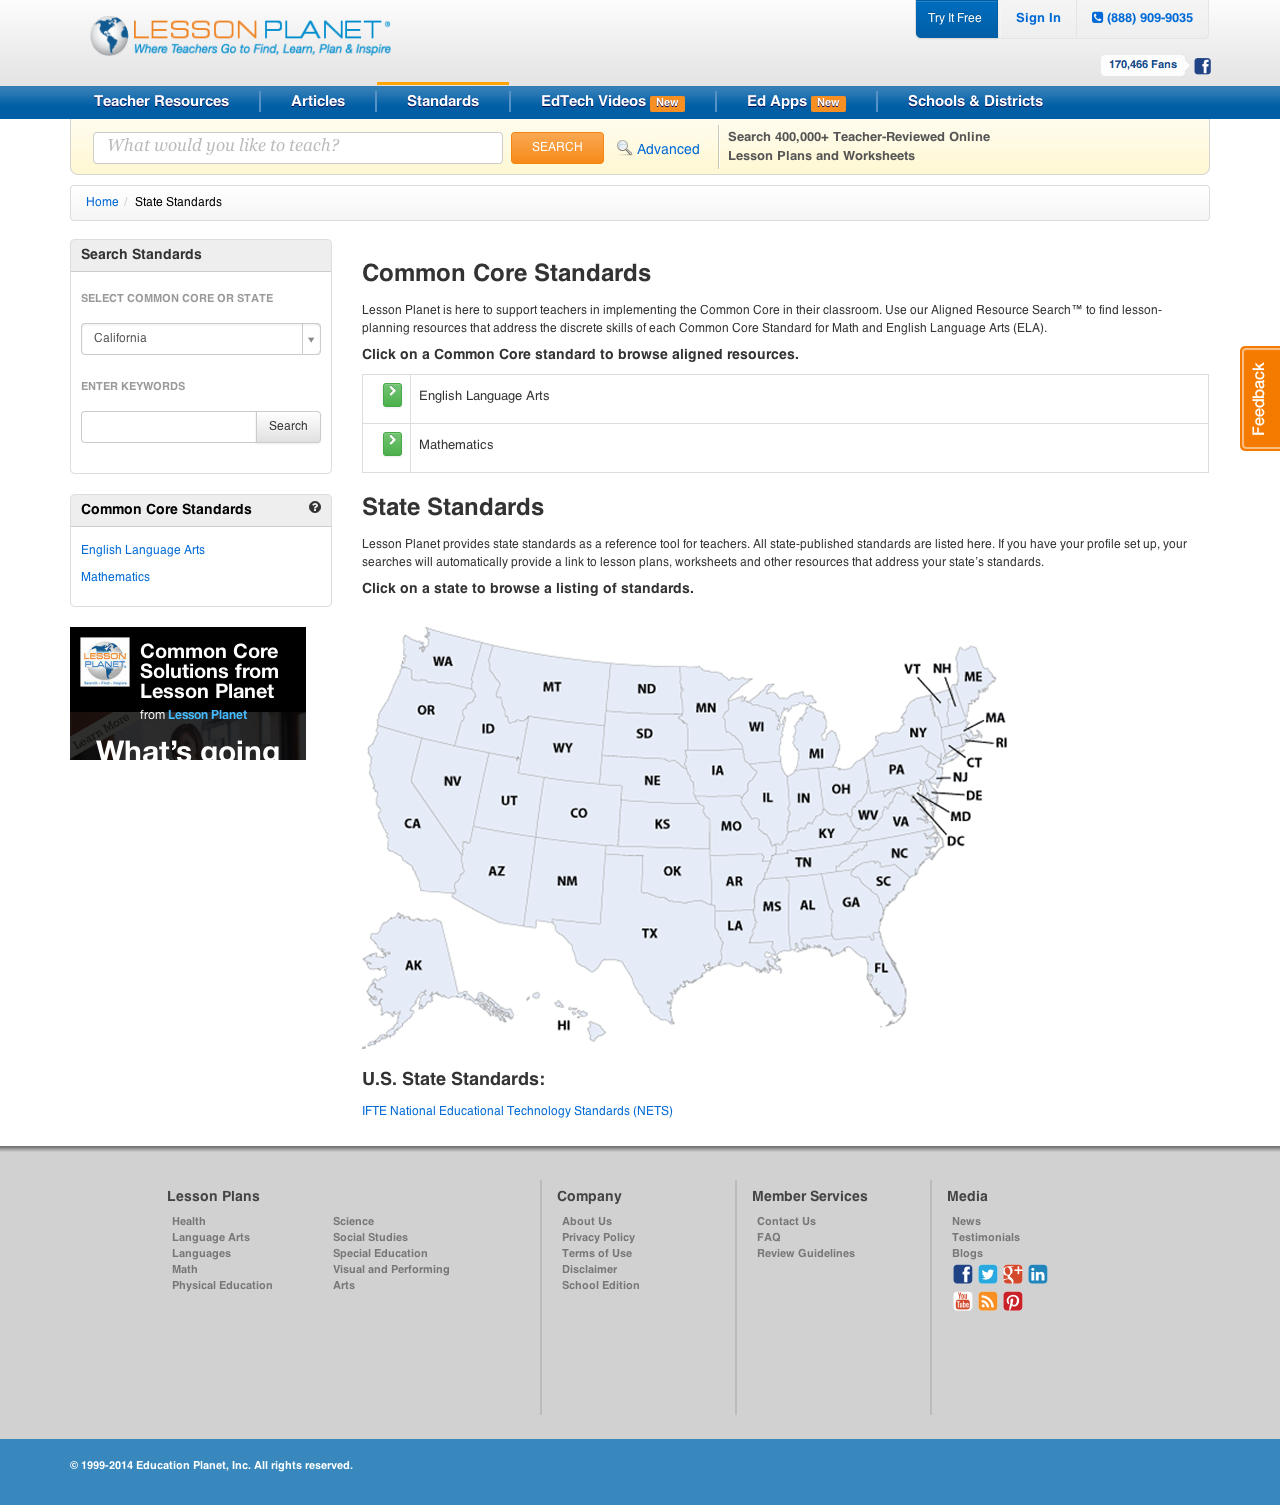 LESSON PLANET®
Where Teachers Go to Find, Learn, Plan & Inspire
Try It Free
Sign In
(888) 909-9035
170,466 Fans
Teacher Resources
Articles
Standards
EdTech Videos New
Ed Apps New
Schools & Districts
What would you like to teach?
SEARCH
Advanced
Search 400,000+ Teacher-Reviewed Online
Lesson Plans and Worksheets
Home / State Standards
Search Standards
SELECT COMMON CORE OR STATE
California
ENTER KEYWORDS
Search
Common Core Standards
English Language Arts
Mathematics
LESSON PLANET
Search • Find • Inspire
Common Core
Solutions from
Lesson Planet
from Lesson Planet
Learn More
What's going
Common Core Standards
Lesson Planet is here to support teachers in implementing the Common Core in their classroom. Use our Aligned Resource Search™ to find lesson-
planning resources that address the discrete skills of each Common Core Standard for Math and English Language Arts (ELA).
Click on a Common Core standard to browse aligned resources.
English Language Arts
Mathematics
State Standards
Lesson Planet provides state standards as a reference tool for teachers. All state-published standards are listed here. If you have your profile set up, your
searches will automatically provide a link to lesson plans, worksheets and other resources that address your state's standards.
Click on a state to browse a listing of standards.
WA
MT
ND
MN
VT
NH
ME
OR
ID
SD
WI
NY
MA
RI
WY
MI
CT
NV
NE
IA
PA
NJ
UT
IL
IN
OH
DE
CA
CO
KS
MO
WV
VA
MD
KY
DC
AZ
NM
OK
TN
NC
AR
SC
MS
AL
GA
TX
LA
AK
FL
HI
U.S. State Standards:
IFTE National Educational Technology Standards (NETS)
Feedback
Lesson Plans
Health
Language Arts
Languages
Math
Physical Education
Science
Social Studies
Special Education
Visual and Performing
Arts
Company
About Us
Privacy Policy
Terms of Use
Disclaimer
School Edition
Member Services
Contact Us
FAQ
Review Guidelines
Media
News
Testimonials
Blogs
You
Tube
© 1999-2014 Education Planet, Inc. All rights reserved.